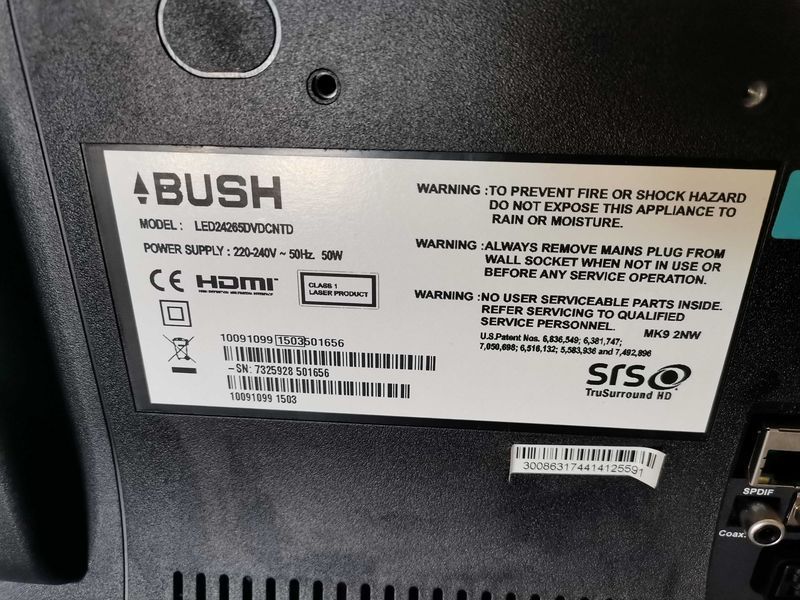 BUSH
MODEL : LED24265DVDCNTD
POWER SUPPLY : 220-240V ~ 50Hz. 50W
CE HDMI
CLASS 1
LASER PRODUCT
10091099 1503 501656
-SN: 7325928 501656
10091099 1503
WARNING :TO PREVENT FIRE OR SHOCK HAZARD
DO NOT EXPOSE THIS APPLIANCE TO
RAIN OR MOISTURE.
WARNING :ALWAYS REMOVE MAINS PLUG FROM
WALL SOCKET WHEN NOT IN USE OR
BEFORE ANY SERVICE OPERATION.
WARNING :NO USER SERVICEABLE PARTS INSIDE.
REFER SERVICING TO QUALIFIED
SERVICE PERSONNEL.
MK9 2NW
U.S.Patent Nos. 6,836,549; 6,381,747;
7,050,698; 6,516,132; 5,583,936 and 7,492,896
SRS
TruSurround HD
300863174414125591
SPDIF
Coax.